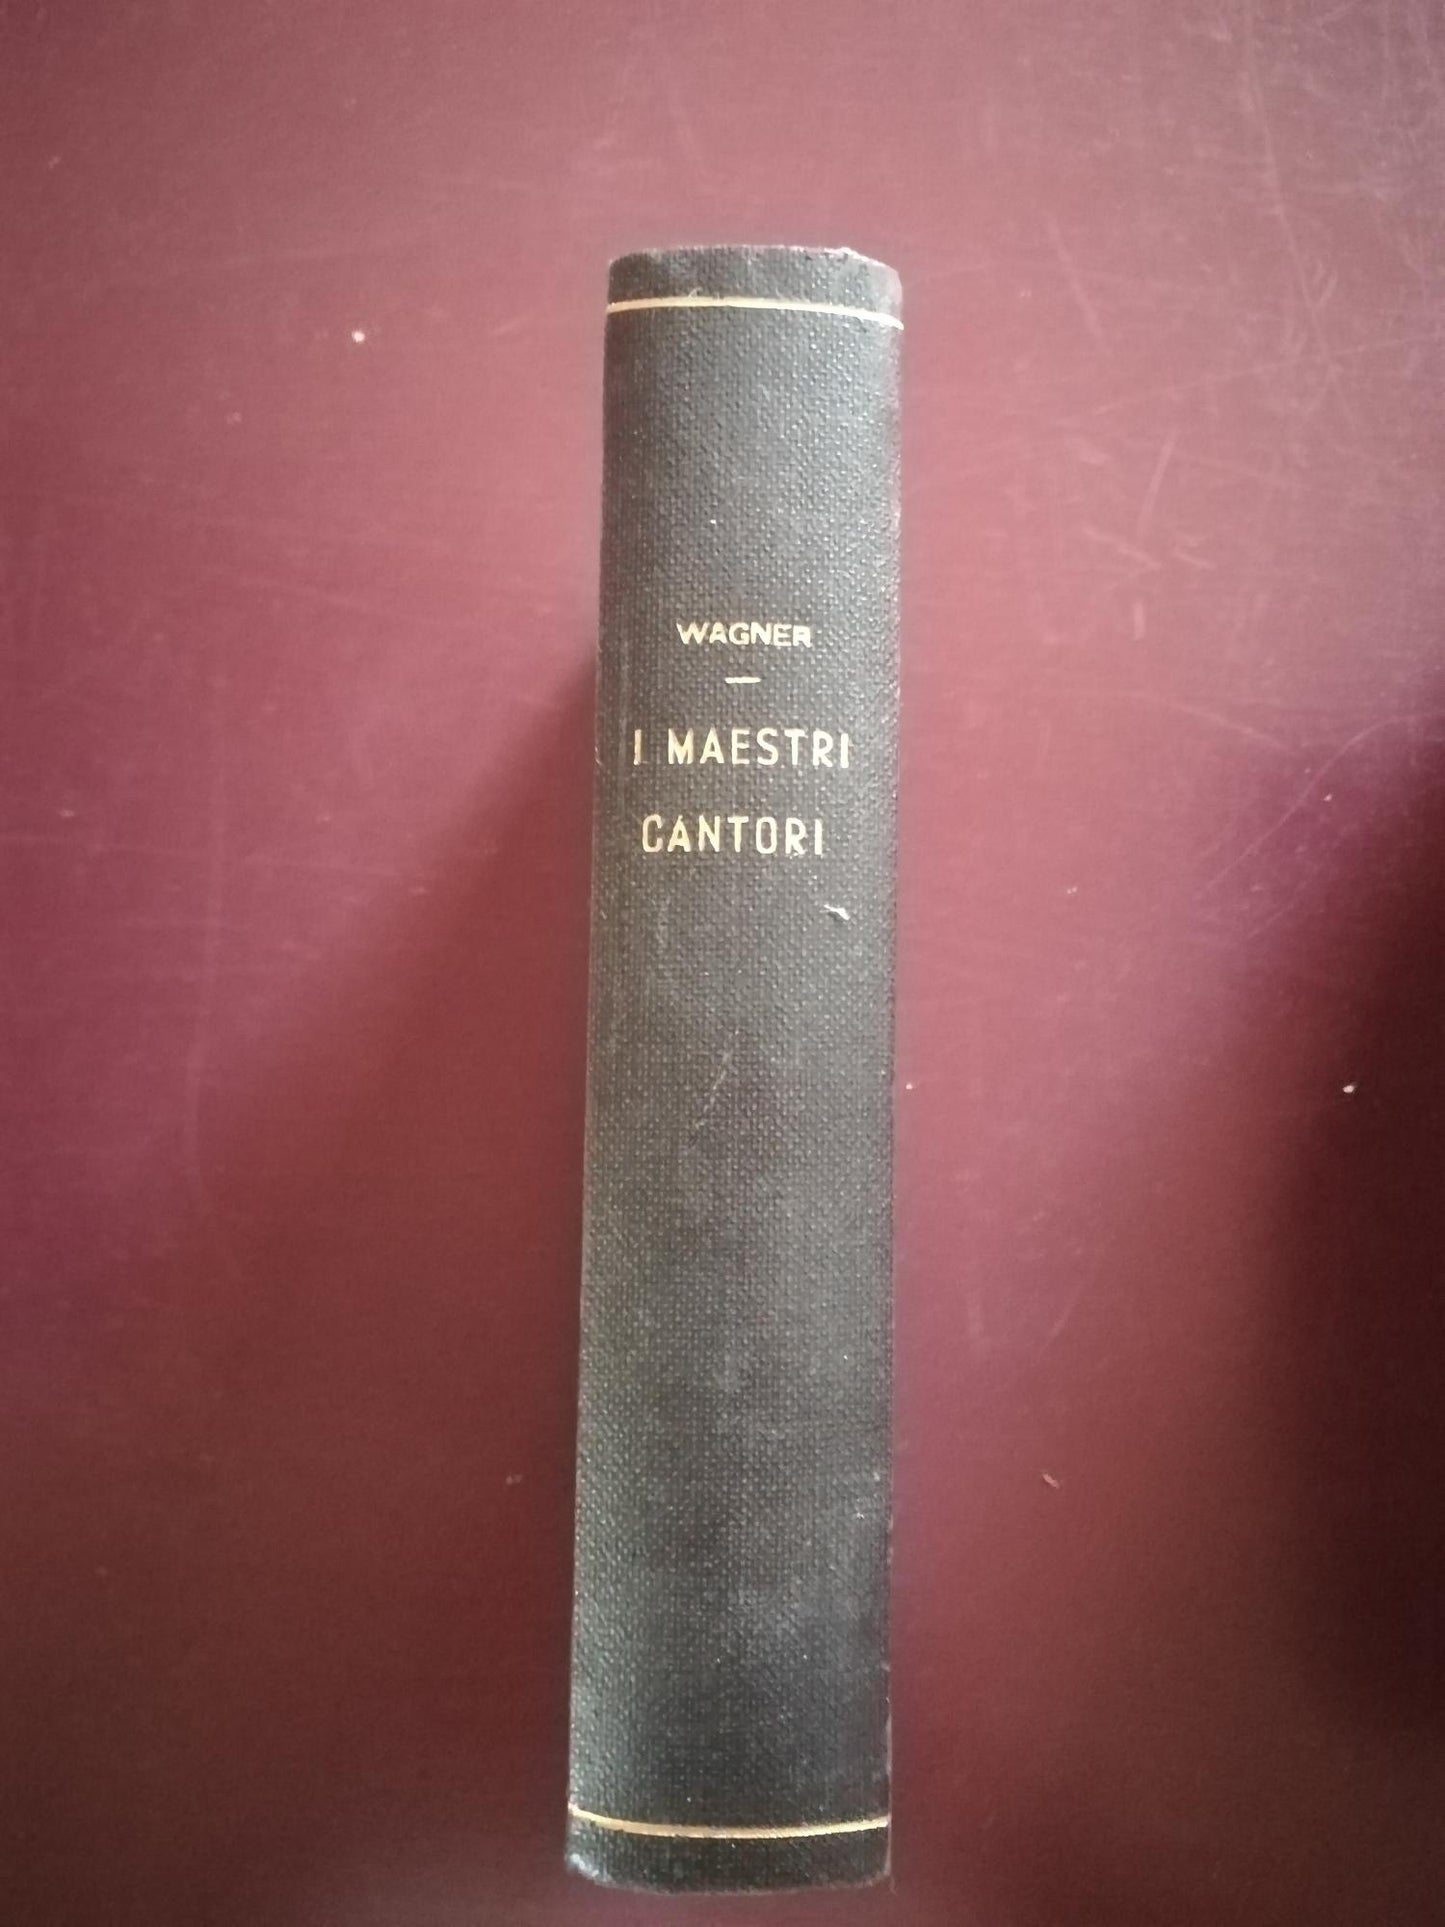 WAGNER
—
I MAESTRI
CANTORI